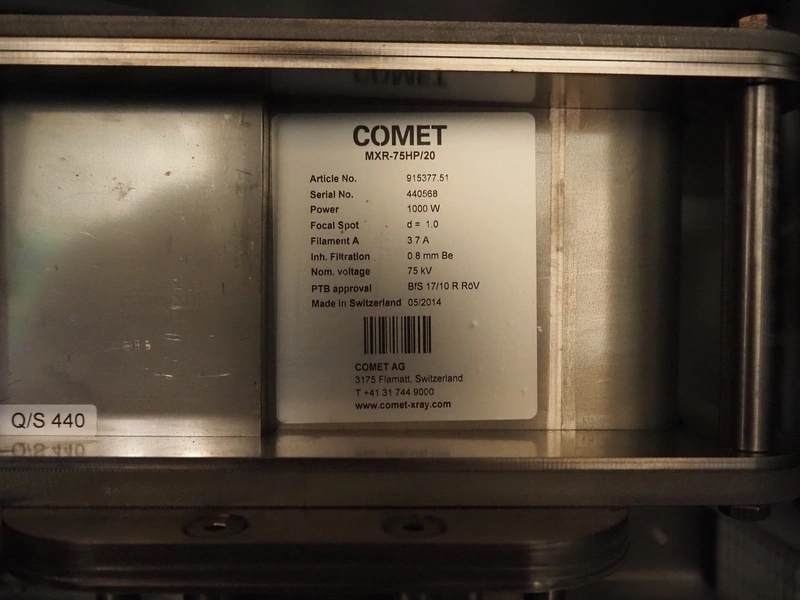 COMET
MXR-75HP/20
Article No. 915377.51
Serial No. 440568
Power 1000 W
Focal Spot d = 1.0
Filament A 3.7 A
Inh. Filtration 0.8 mm Be
Nom. voltage 75 kV
PTB approval BfS 17/10 R RöV
Made in Switzerland 05/2014
COMET AG
3175 Flamatt, Switzerland
T +41 31 744 9000
www.comet-xray.com
Q/S 440